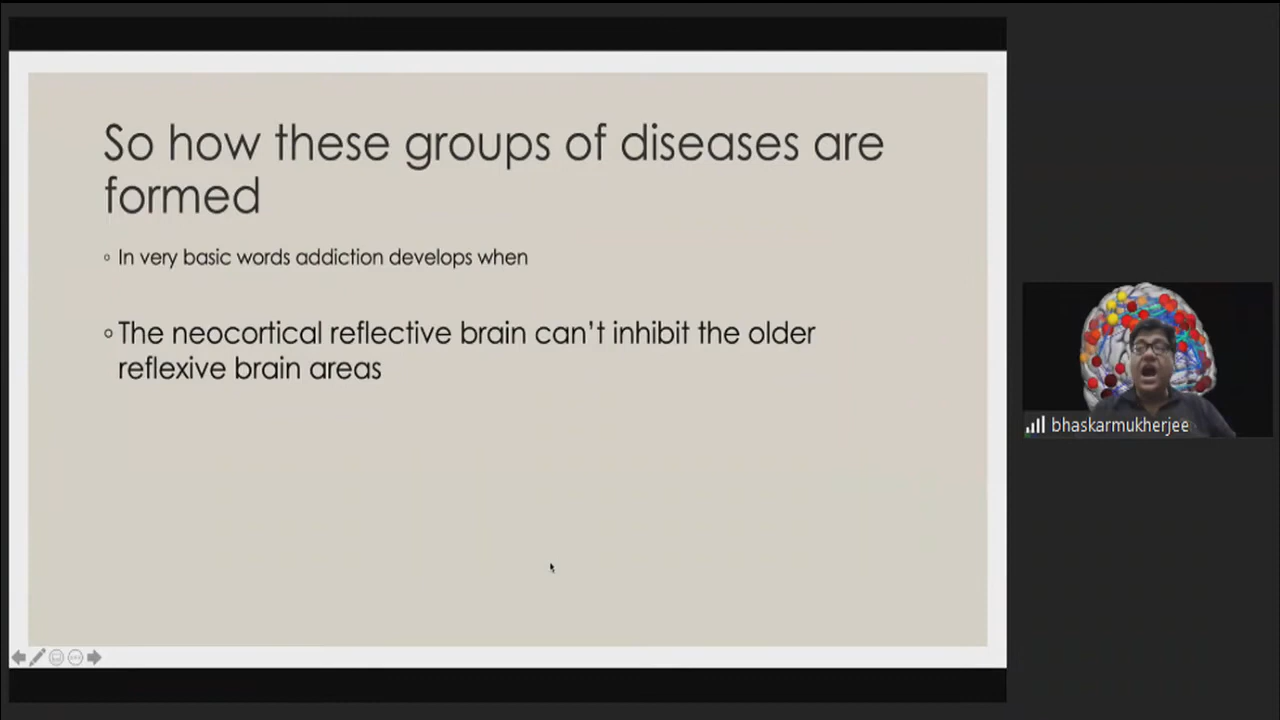 So how these groups of diseases are
formed
In very basic words addiction develops when
The neocortical reflective brain can't inhibit the older
reflexive brain areas
bhaskarmukherjee